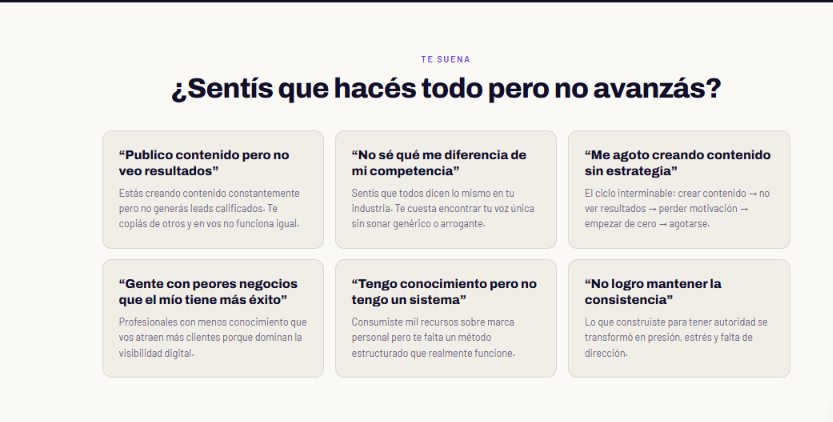 TE SUENA
¿Sentís que hacés todo pero no avanzás?
“Publico contenido pero no
veo resultados”
Estás creando contenido constantemente
pero no generás leads calificados. Te
copiás de otros y en vos no funciona igual.
“No sé qué me diferencia de
mi competencia”
Sentís que todos dicen lo mismo en tu
industria. Te cuesta encontrar tu voz única
sin sonar genérico o arrogante.
“Me agoto creando contenido
sin estrategia”
El ciclo interminable: crear contenido → no
ver resultados → perder motivación →
empezar de cero → agotarse.
“Gente con peores negocios
que el mío tiene más éxito”
Profesionales con menos conocimiento que
vos atraen más clientes porque dominan la
visibilidad digital.
“Tengo conocimiento pero no
tengo un sistema”
Consumiste mil recursos sobre marca
personal pero te falta un método
estructurado que realmente funcione.
“No logro mantener la
consistencia”
Lo que construiste para tener autoridad se
transformó en presión, estrés y falta de
dirección.